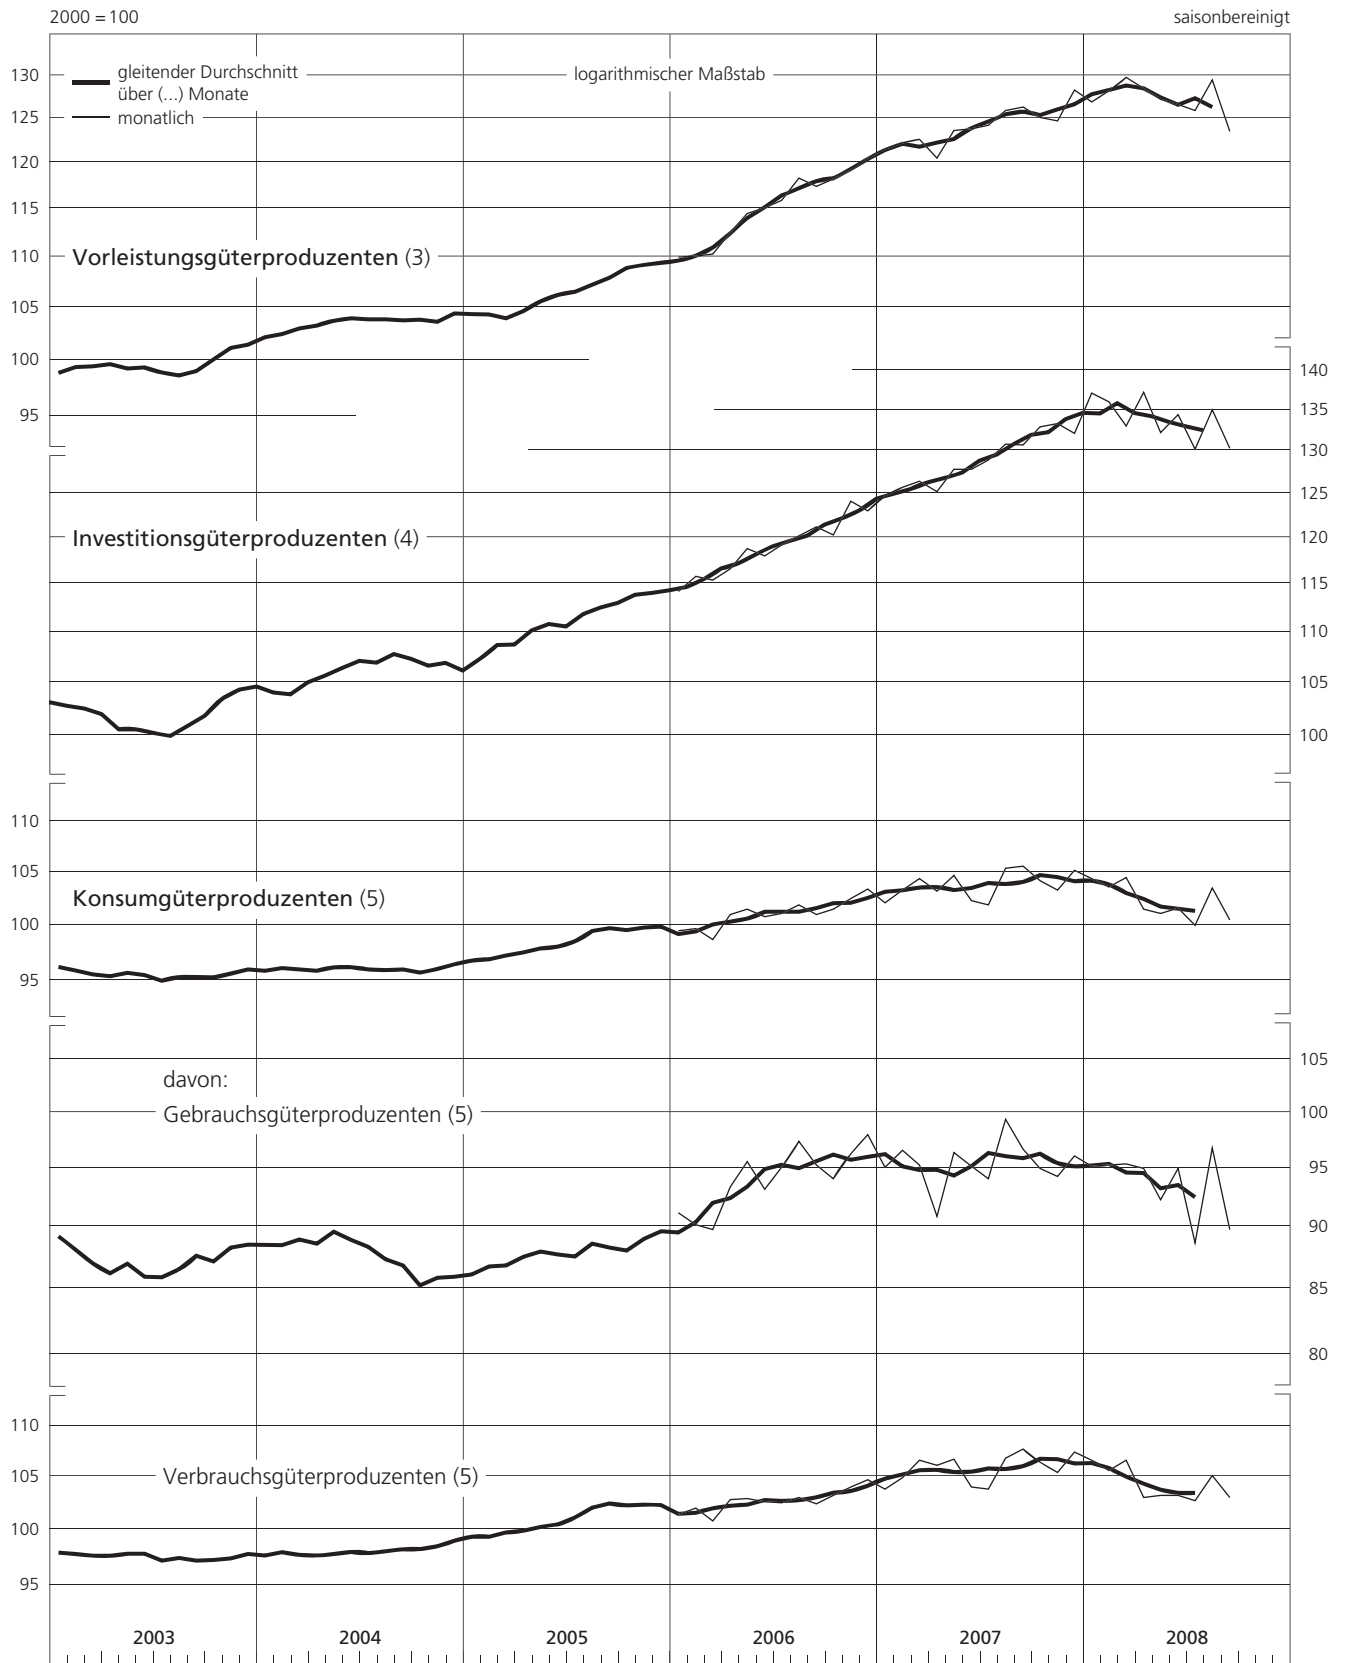 2000 = 100
saisonbereinigt
gleitender Durchschnitt
über (...) Monate
monatlich
logarithmischer Maßstab
130
125
120
115
110
105
100
95
Vorleistungsgüterproduzenten (3)
140
135
130
125
120
115
110
105
100
Investitionsgüterproduzenten (4)
110
105
100
95
Konsumgüterproduzenten (5)
davon:
Gebrauchsgüterproduzenten (5)
105
100
95
90
85
80
110
105
100
95
Verbrauchsgüterproduzenten (5)
2003 2004 2005 2006 2007 2008